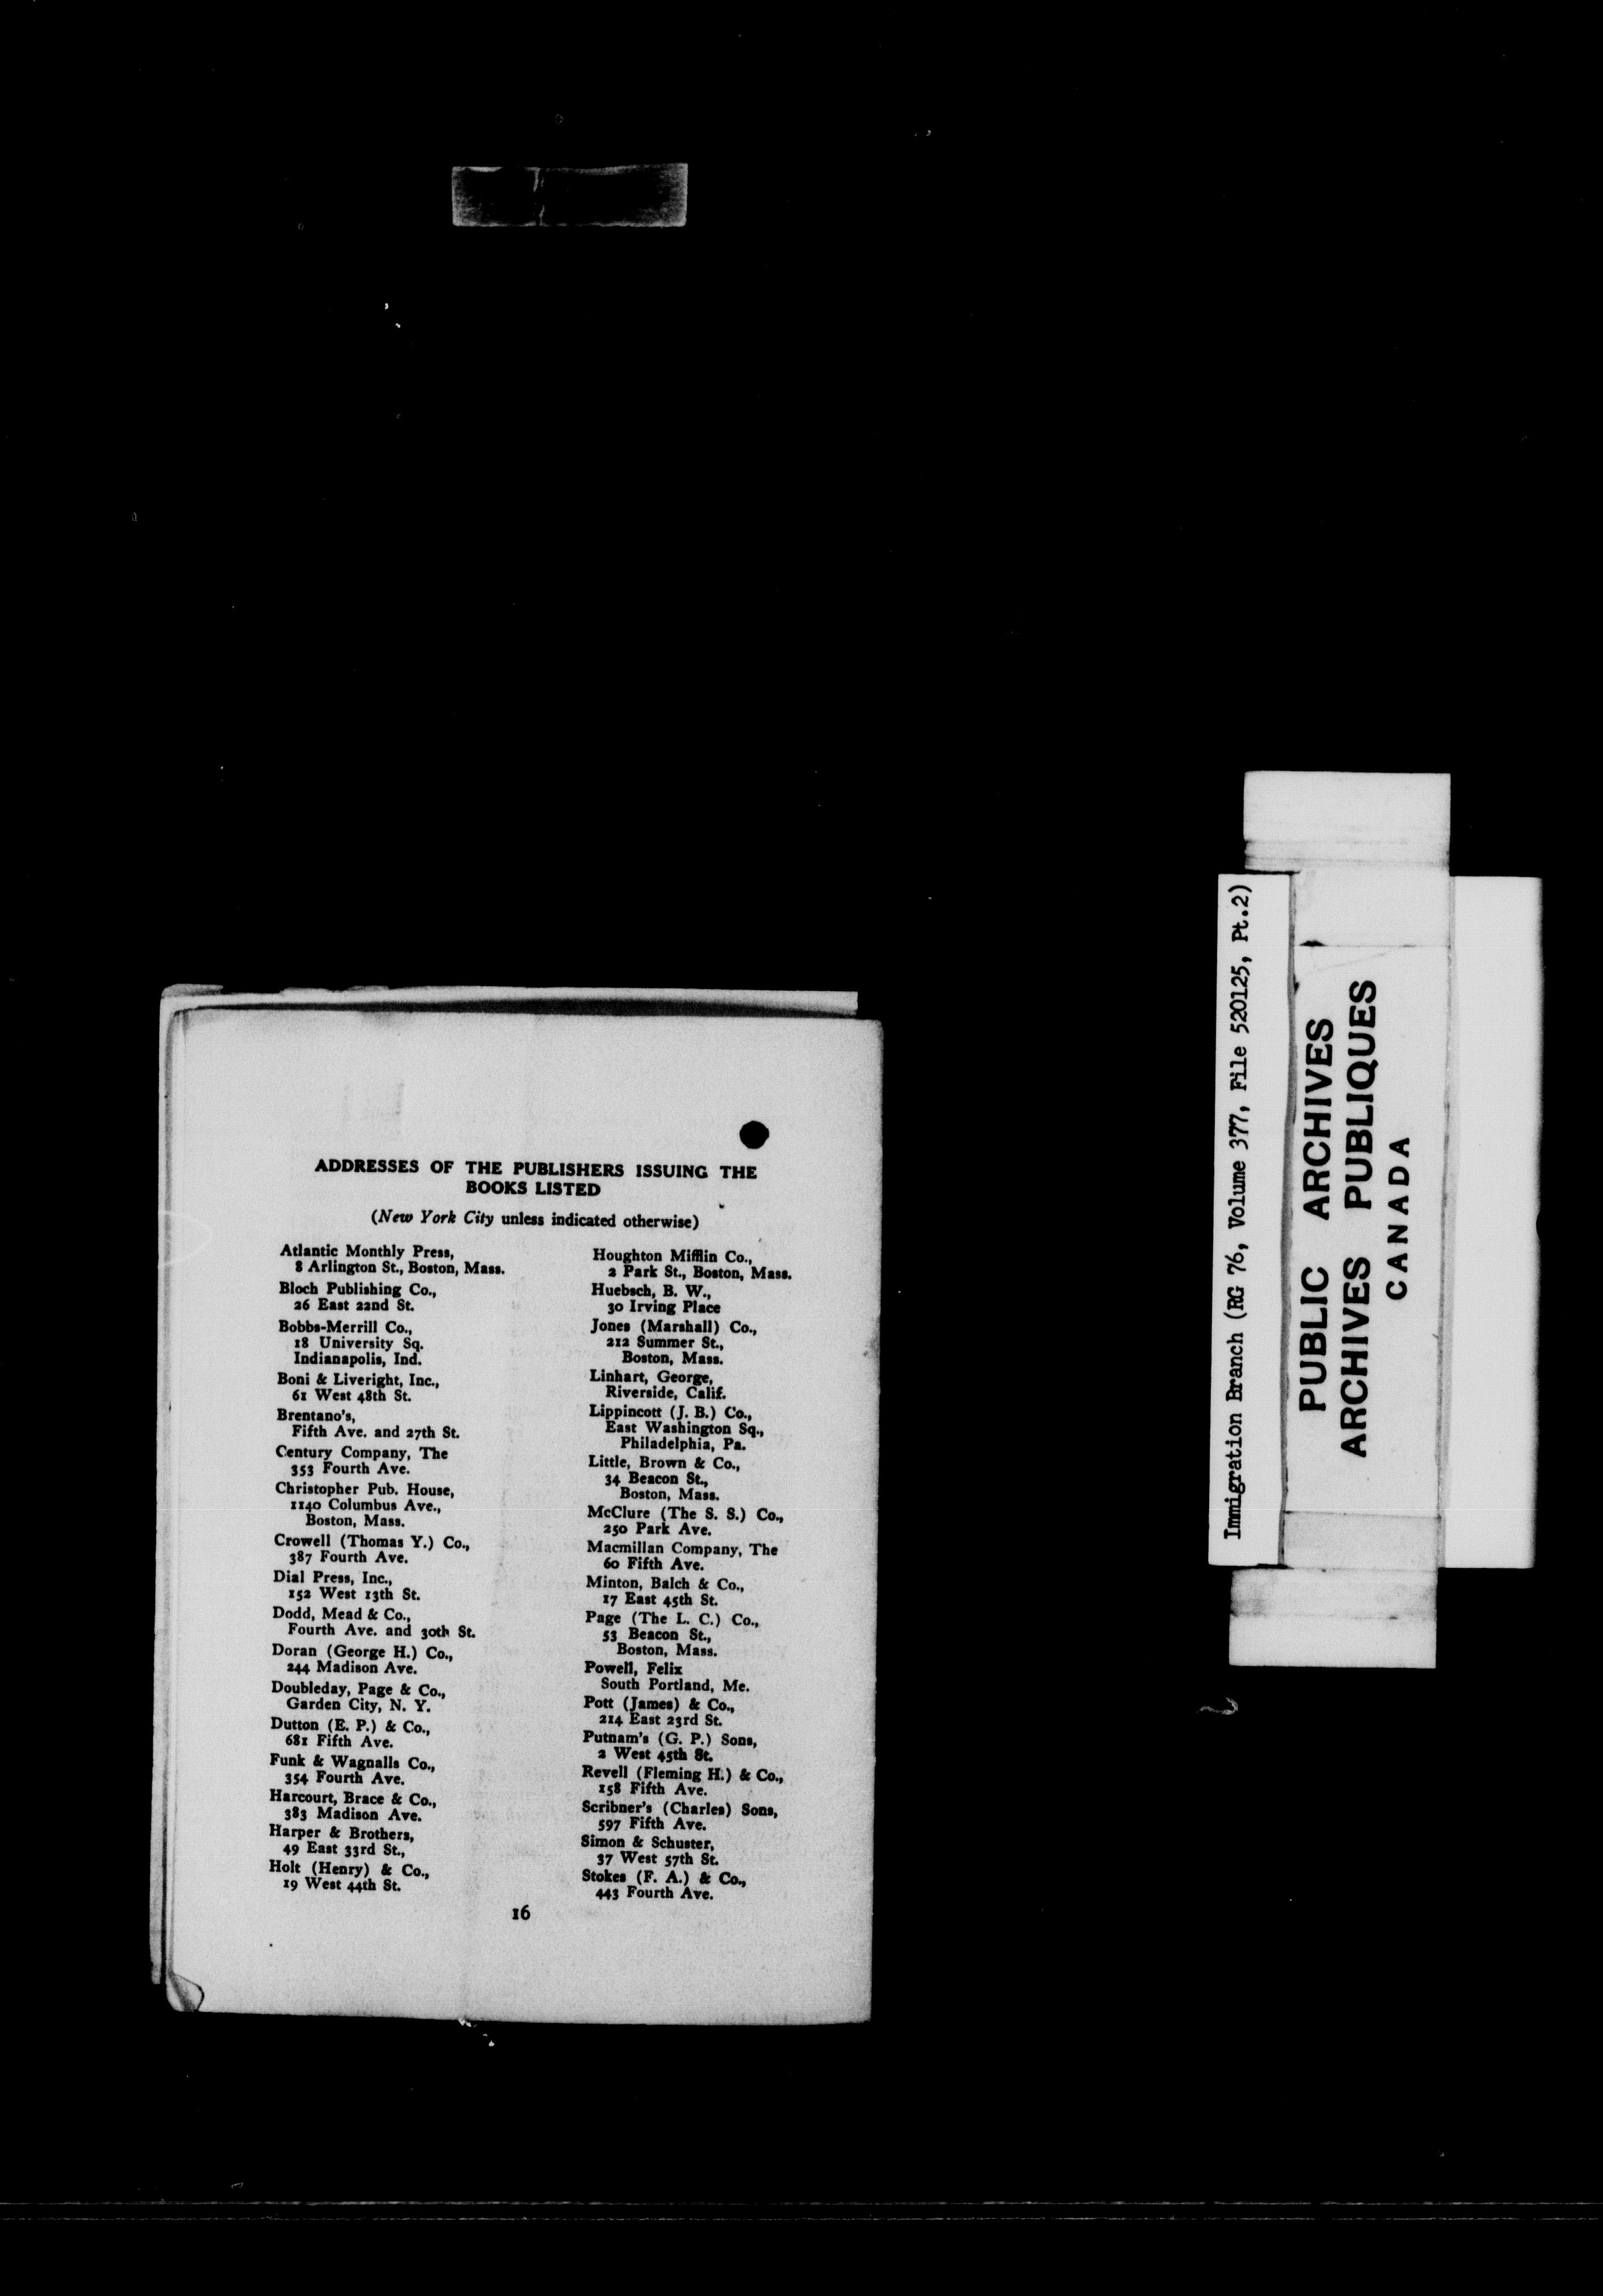 ADDRESSES OF THE PUBLISHERS ISSUING THE
BOOKS LISTED
(New York City unless indicated otherwise)
Atlantic Monthly Press,
8 Arlington St., Boston, Mass.
Bloch Publishing Co.,
26 East 22nd St.
Bobbs-Merrill Co.,
18 University Sq.
Indianapolis, Ind.
Boni & Liveright, Inc.,
61 West 48th St.
Brentano's,
Fifth Ave. and 27th St.
Century Company, The
353 Fourth Ave.
Christopher Pub. House,
1140 Columbus Ave.,
Boston, Mass.
Crowell (Thomas Y.) Co.,
387 Fourth Ave.
Dial Press, Inc.,
152 West 13th St.
Dodd, Mead & Co.,
Fourth Ave. and 30th St.
Doran (George H.) Co.,
244 Madison Ave.
Doubleday, Page & Co.,
Garden City, N. Y.
Dutton (E. P.) & Co.,
681 Fifth Ave.
Funk & Wagnalls Co.,
354 Fourth Ave.
Harcourt, Brace & Co.,
383 Madison Ave.
Harper & Brothers,
49 East 33rd St.,
Holt (Henry) & Co.,
19 West 44th St.
Houghton Mifflin Co.,
2 Park St., Boston, Mass.
Huebsch, B. W.,
30 Irving Place
Jones (Marshall) Co.,
212 Summer St.,
Boston, Mass.
Linhart, George,
Riverside, Calif.
Lippincott (J. B.) Co.,
East Washington Sq.,
Philadelphia, Pa.
Little, Brown & Co.,
34 Beacon St.,
Boston, Mass.
McClure (The S. S.) Co.,
250 Park Ave.
Macmillan Company, The
60 Fifth Ave.
Minton, Balch & Co.,
17 East 45th St.
Page (The L. C.) Co.,
53 Beacon St.,
Boston, Mass.
Powell, Felix
South Portland, Me.
Pott (James) & Co.,
214 East 23rd St.
Putnam's (G. P.) Sons,
2 West 45th St.
Revell (Fleming H.) & Co.,
158 Fifth Ave.
Scribner's (Charles) Sons,
597 Fifth Ave.
Simon & Schuster,
37 West 57th St.
Stokes (F. A.) & Co.,
443 Fourth Ave.
16
Immigration Branch (RG 76, Volume 377, File 520125, Pt.2)
PUBLIC ARCHIVES
ARCHIVES PUBLIQUES
CANADA